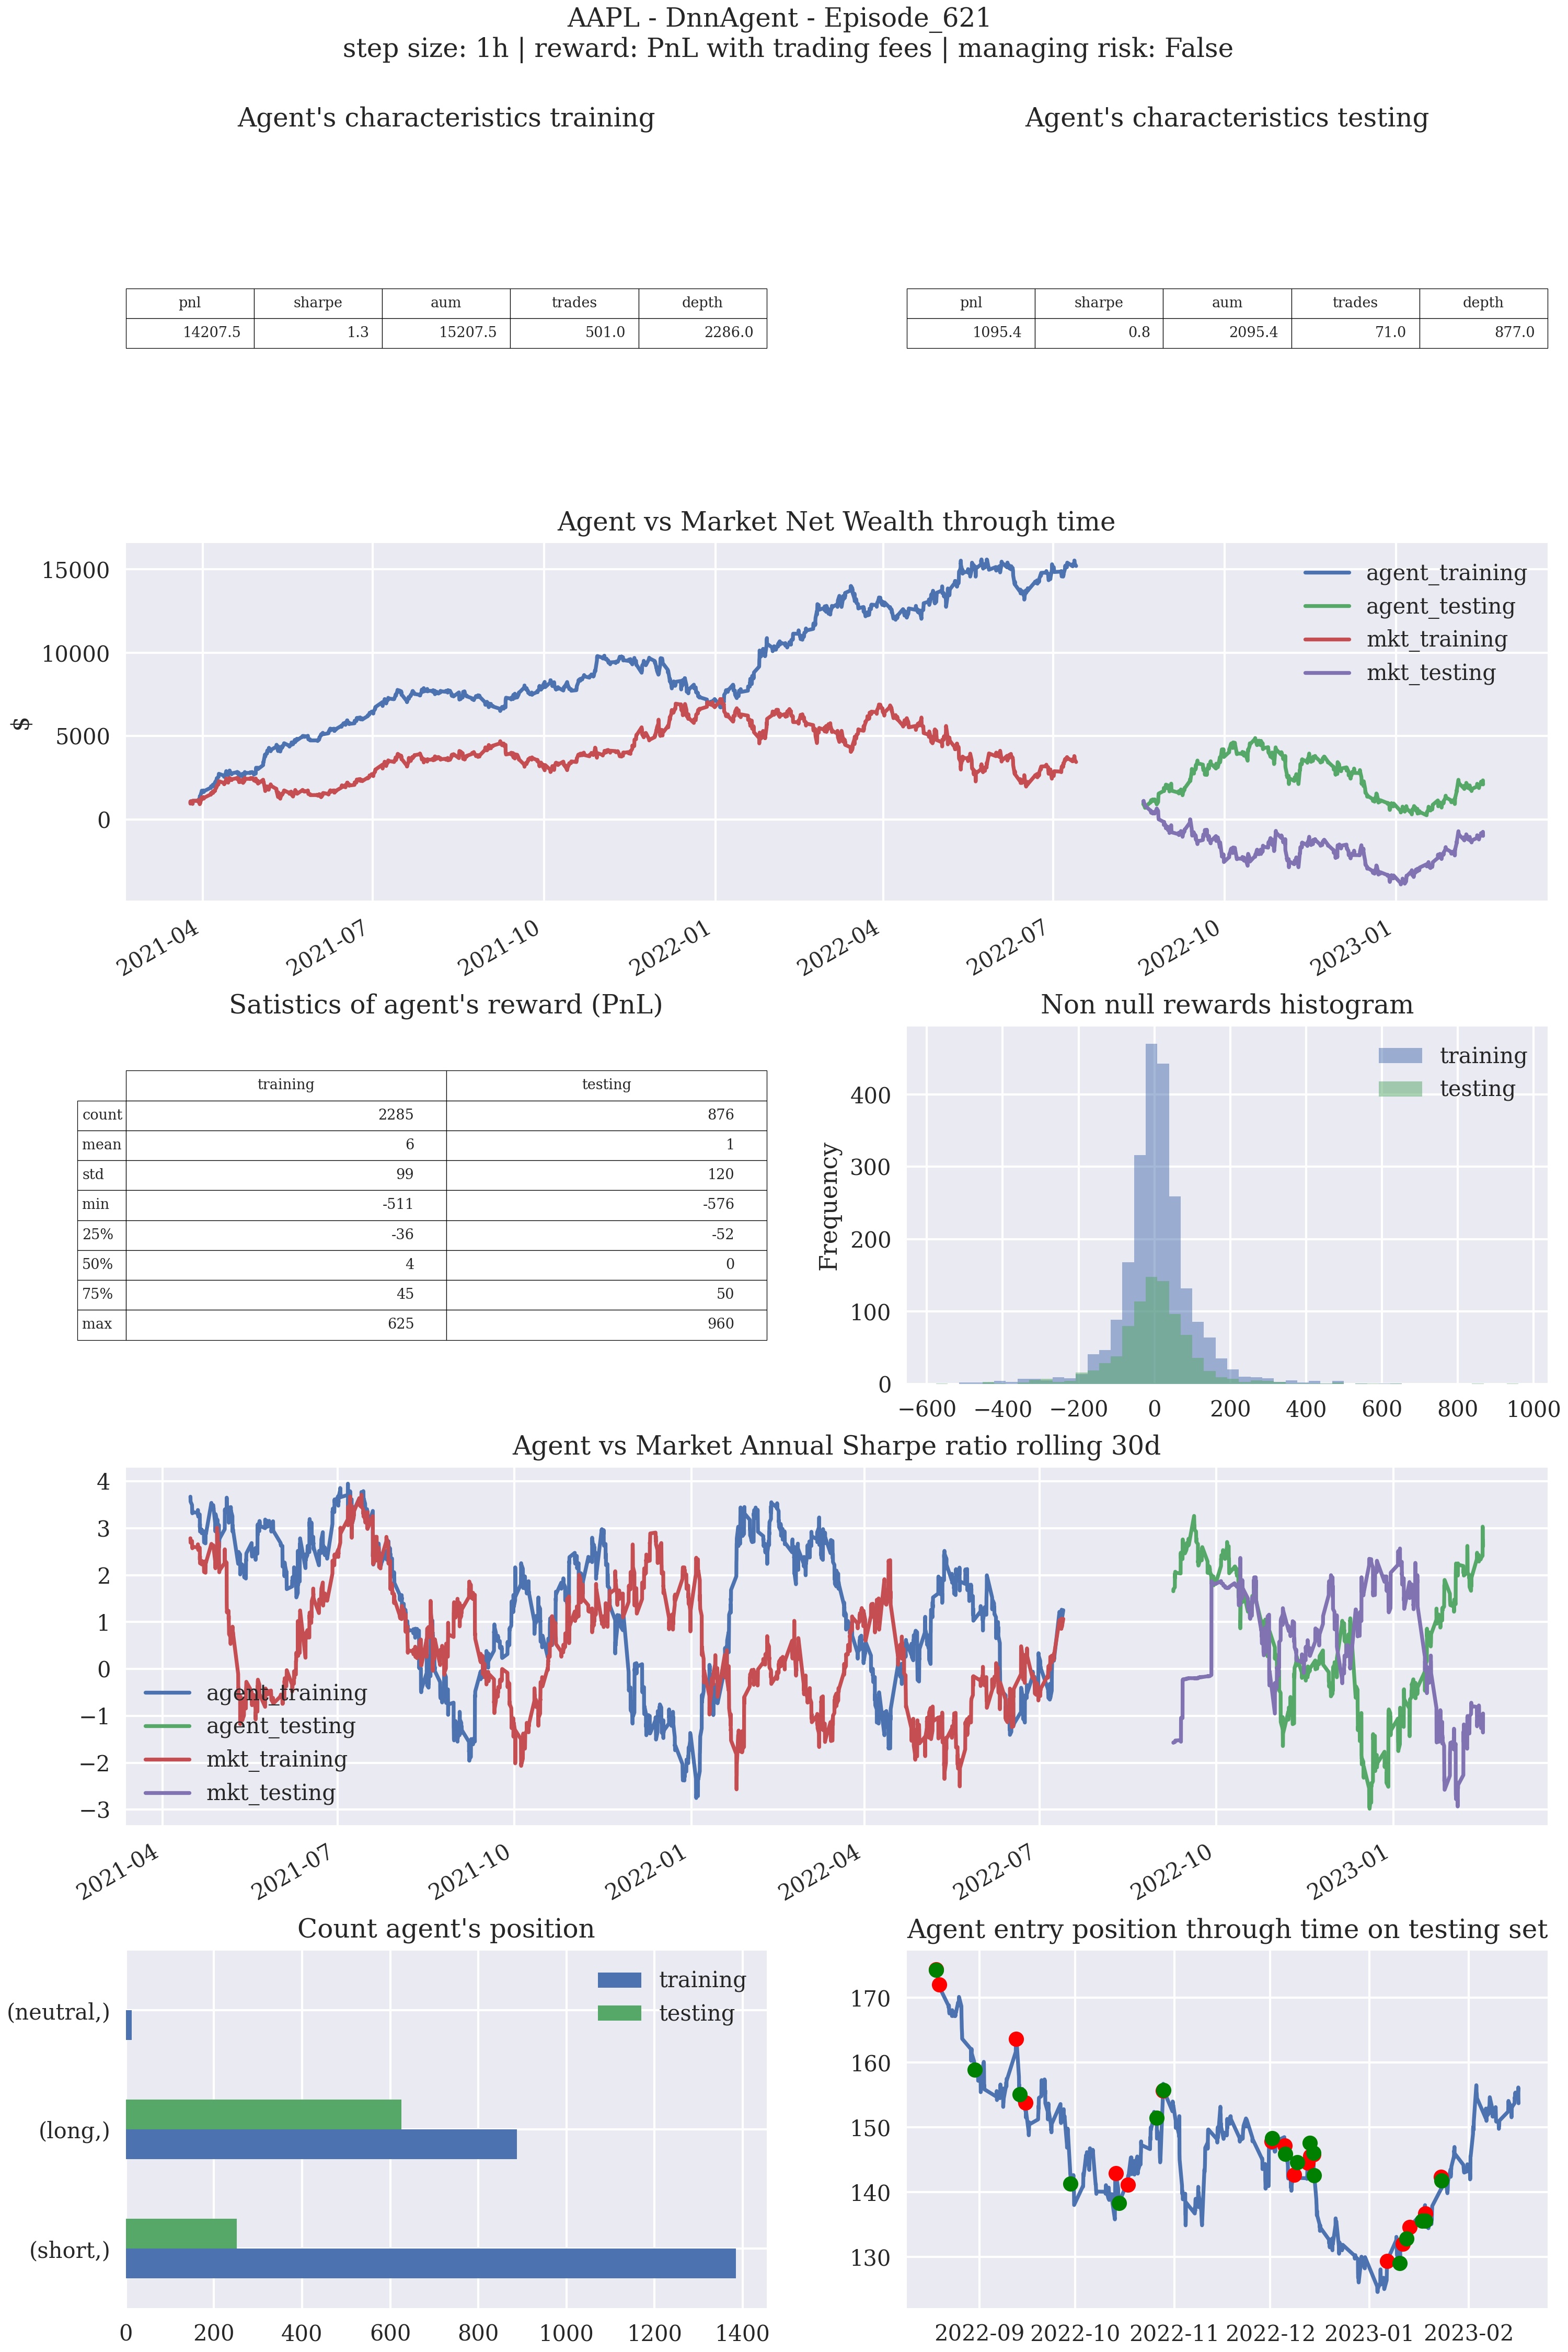 AAPL - DnnAgent - Episode_621
step size: 1h | reward: PnL with trading fees | managing risk: False
Agent's characteristics training
pnl sharpe aum trades depth
14207.5 1.3 15207.5 501.0 2286.0
Agent's characteristics testing
pnl sharpe aum trades depth
1095.4 0.8 2095.4 71.0 877.0
Agent vs Market Net Wealth through time
$
15000
10000
5000
0
agent_training
agent_testing
mkt_training
mkt_testing
2021-04 2021-07 2021-10 2022-01 2022-04 2022-07 2022-10 2023-01
Satistics of agent's reward (PnL)
training testing
count 2285 876
mean 6 1
std 99 120
min -511 -576
25% -36 -52
50% 4 0
75% 45 50
max 625 960
Non null rewards histogram
Frequency
400
300
200
100
0
training
testing
−600 −400 −200 0 200 400 600 800 1000
Agent vs Market Annual Sharpe ratio rolling 30d
4
3
2
1
0
−1
−2
−3
agent_training
agent_testing
mkt_training
mkt_testing
2021-04 2021-07 2021-10 2022-01 2022-04 2022-07 2022-10 2023-01
Count agent's position
(neutral,)
(long,)
(short,)
training
testing
0 200 400 600 800 1000 1200 1400
Agent entry position through time on testing set
170
160
150
140
130
2022-09 2022-10 2022-11 2022-12 2023-01 2023-02